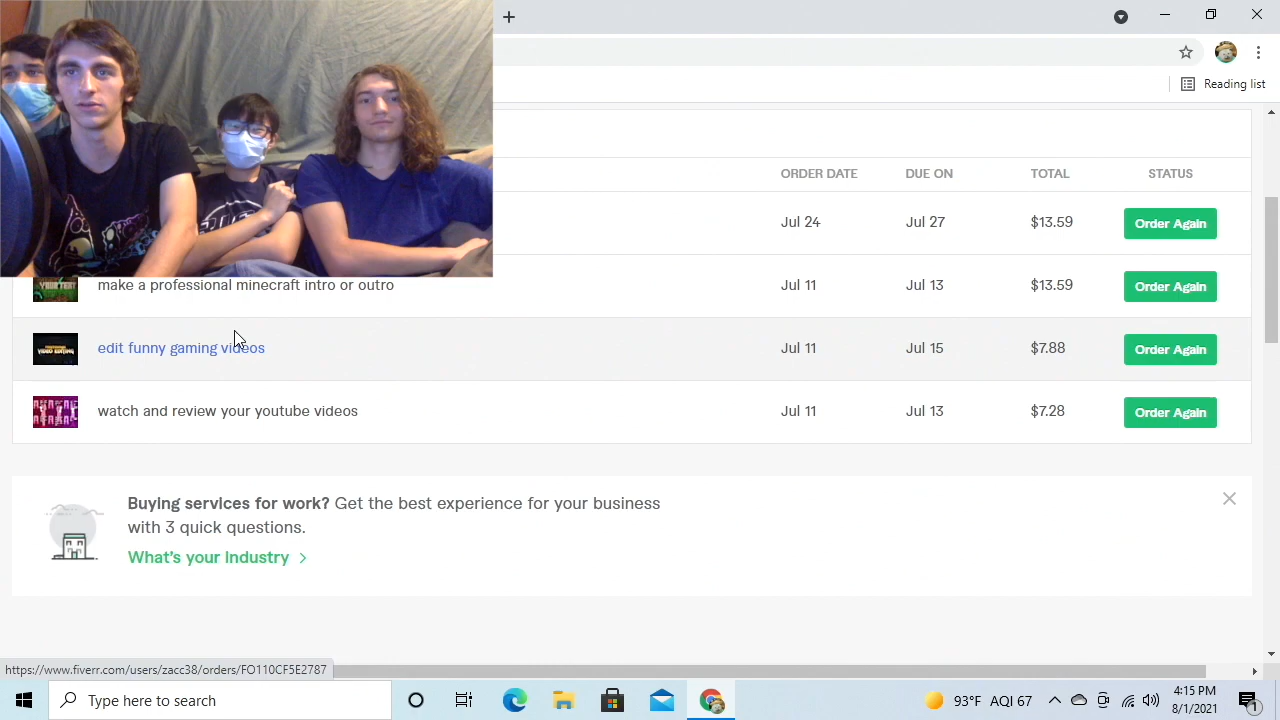 Reading list
ORDER DATE DUE ON TOTAL STATUS
Jul 24 Jul 27 $13.59 Order Again
make a professional minecraft intro or outro Jul 11 Jul 13 $13.59 Order Again
edit funny gaming videos Jul 11 Jul 15 $7.88 Order Again
watch and review your youtube videos Jul 11 Jul 13 $7.28 Order Again
Buying services for work? Get the best experience for your business
with 3 quick questions.
What's your industry >
https://www.fiverr.com/users/zacc38/orders/FO110CF5E2787
Type here to search
93°F AQI 67
4:15 PM
8/1/2021